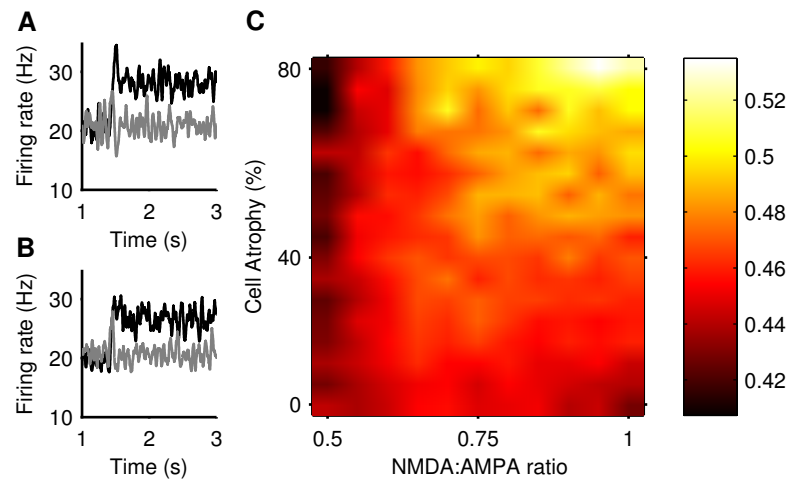 A
Firing rate (Hz)
30
20
10
1 2 3
Time (s)
B
Firing rate (Hz)
30
20
10
1 2 3
Time (s)
C
Cell Atrophy (%)
80
40
0
0.5 0.75 1
NMDA:AMPA ratio
0.52
0.5
0.48
0.46
0.44
0.42